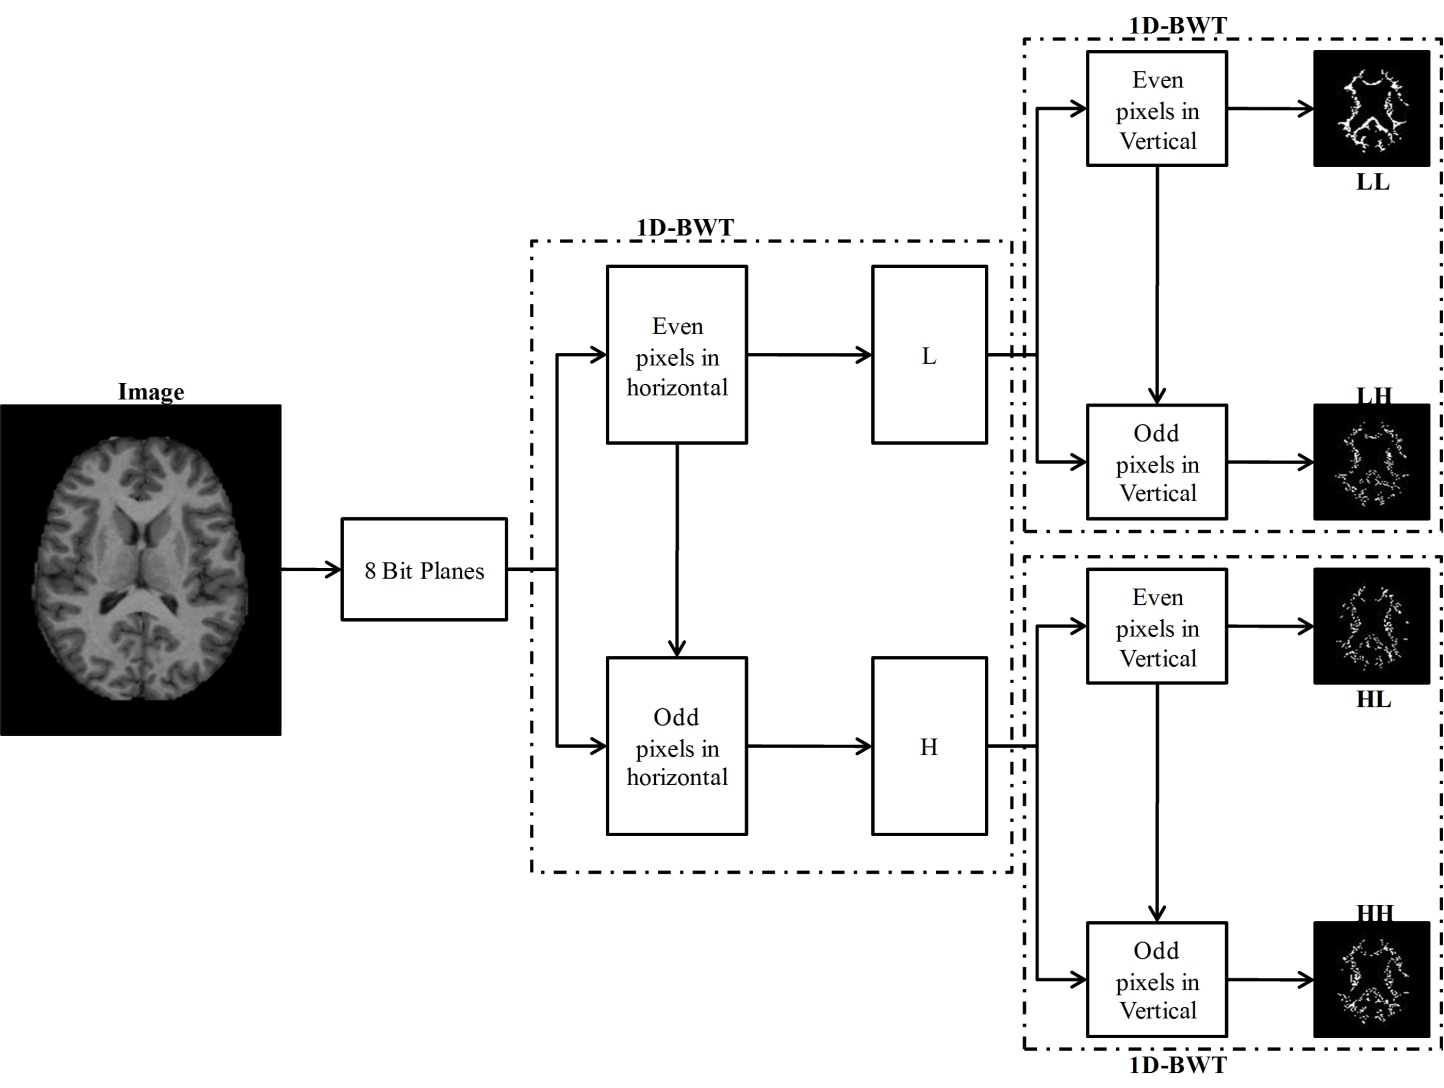 Image
8 Bit Planes
1D-BWT
Even
pixels in
horizontal
L
Odd
pixels in
horizontal
H
1D-BWT
Even
pixels in
Vertical
LL
LH
Odd
pixels in
Vertical
Even
pixels in
Vertical
HL
HH
Odd
pixels in
Vertical
1D-BWT